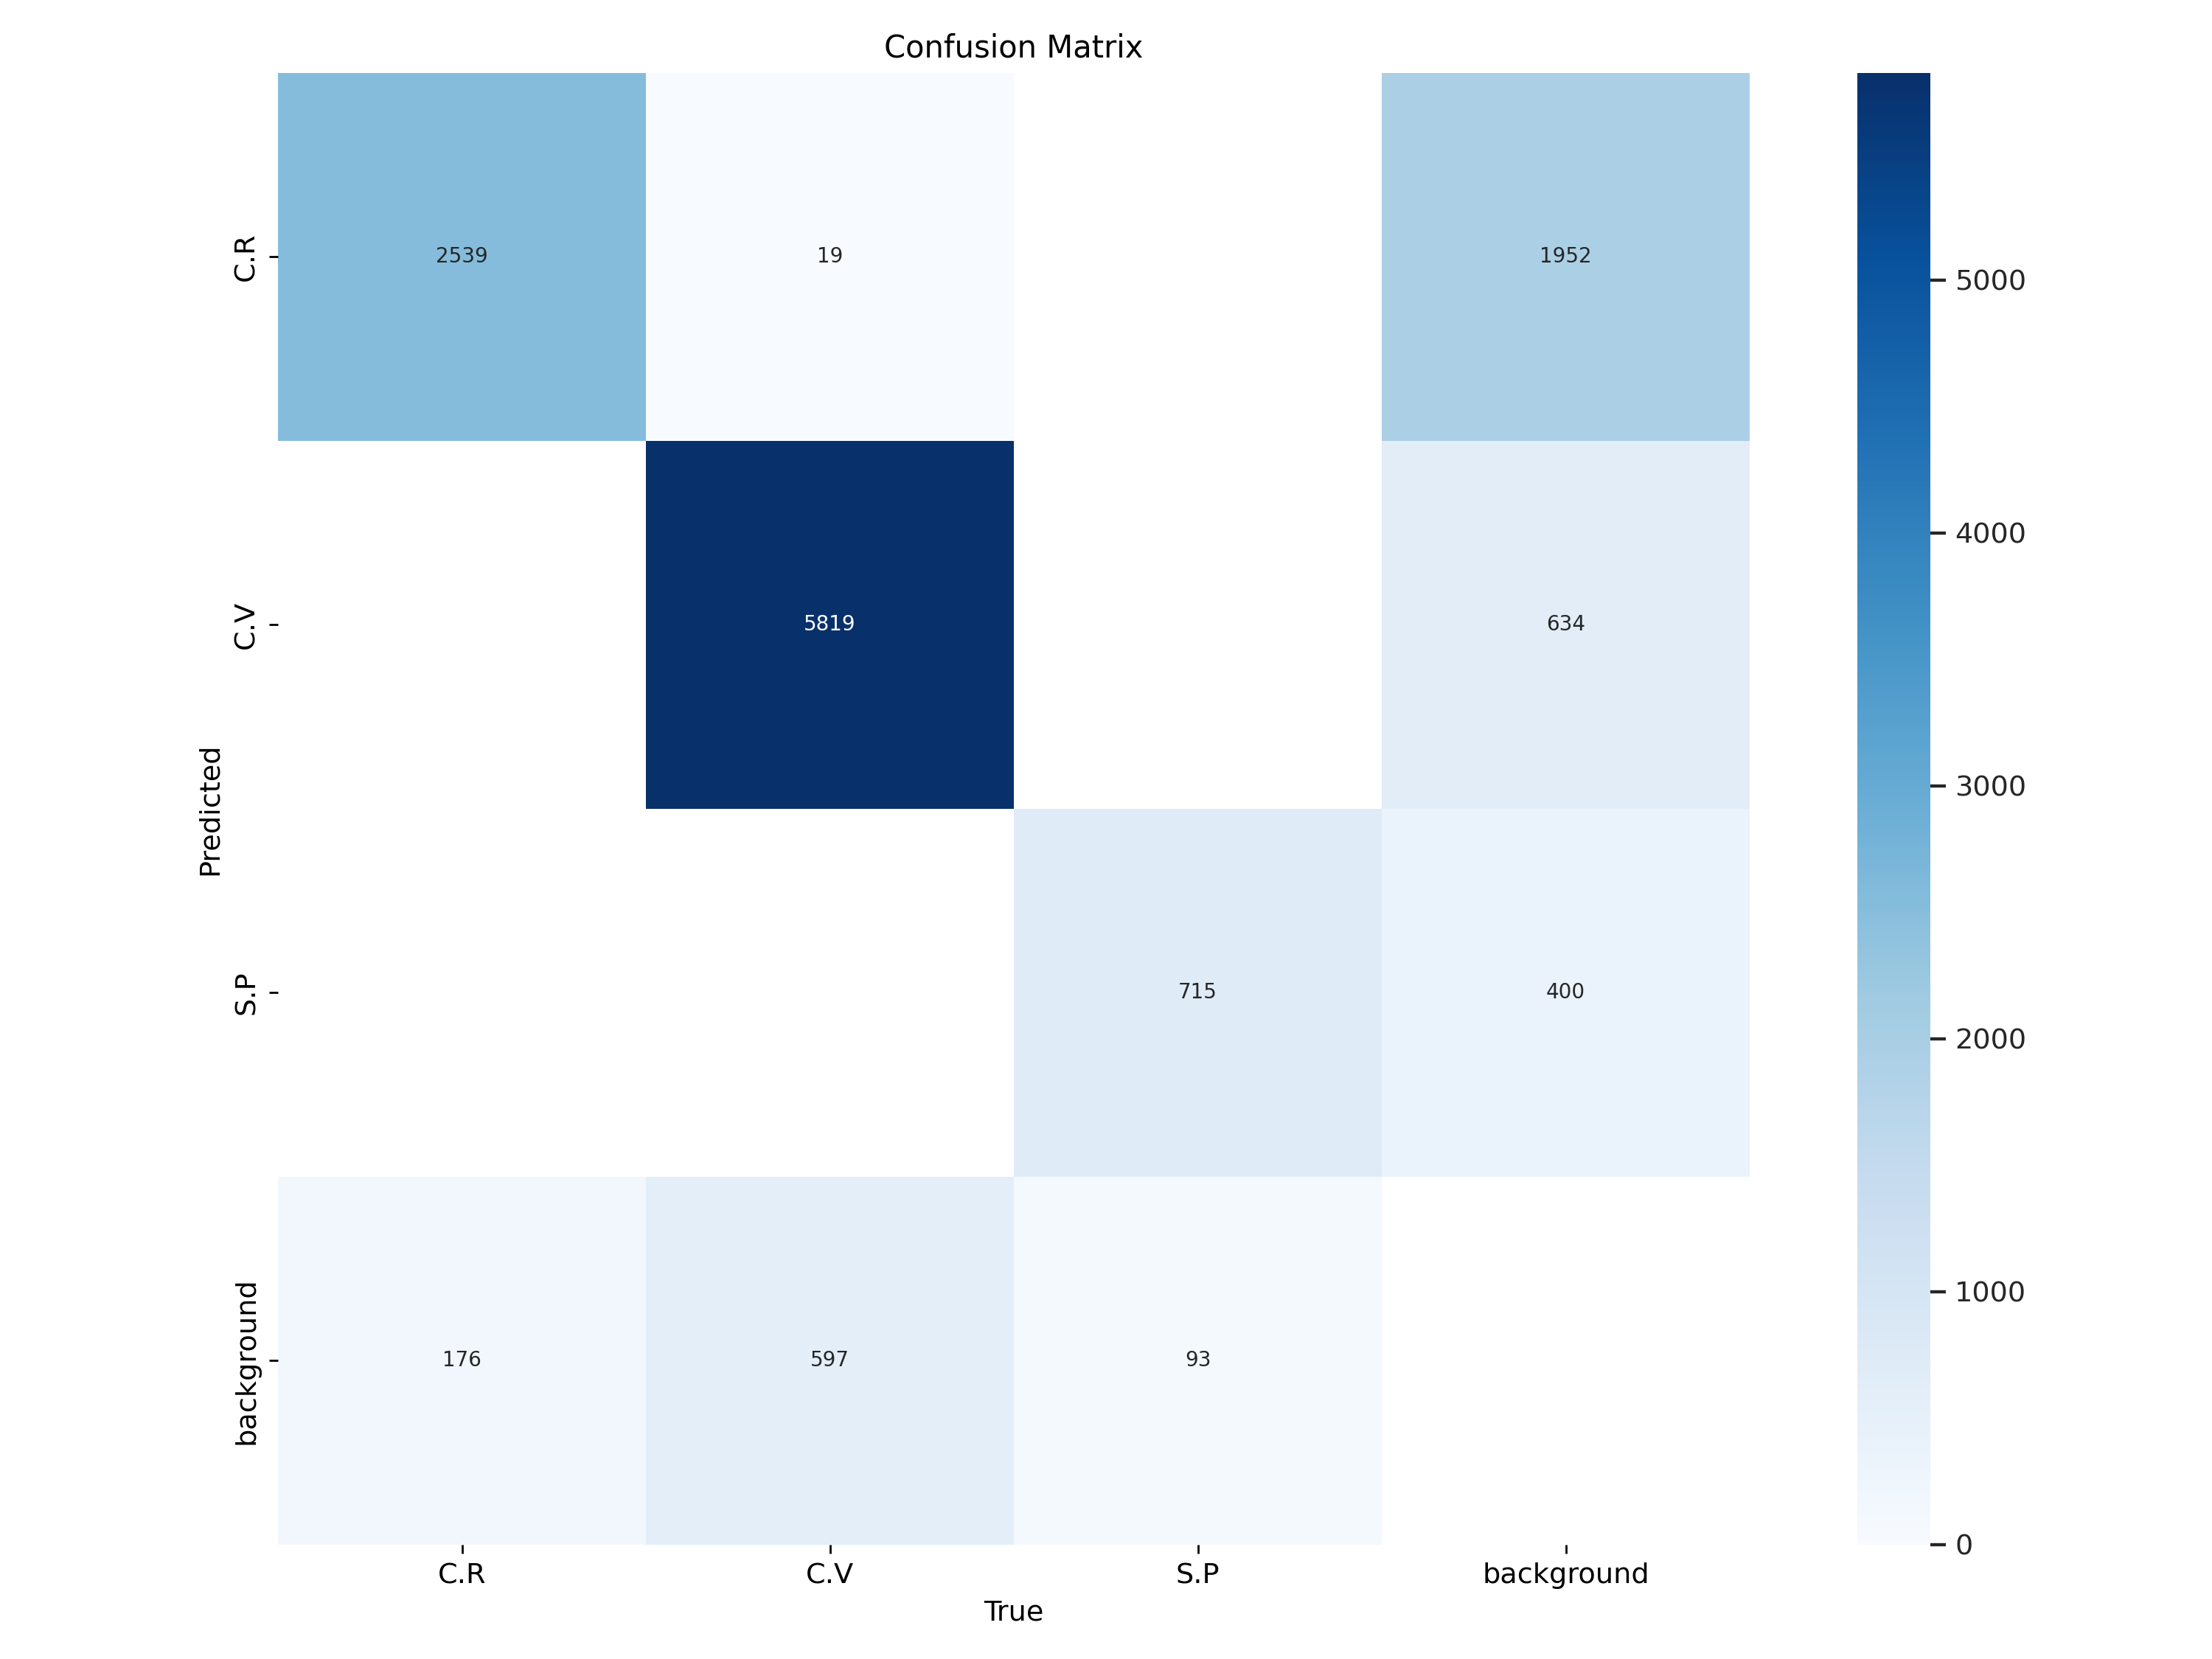 Confusion Matrix
C.R
2539
19
1952
C.V
5819
634
S.P
715
400
background
176
597
93
Predicted
C.R
C.V
S.P
background
True
5000
4000
3000
2000
1000
0